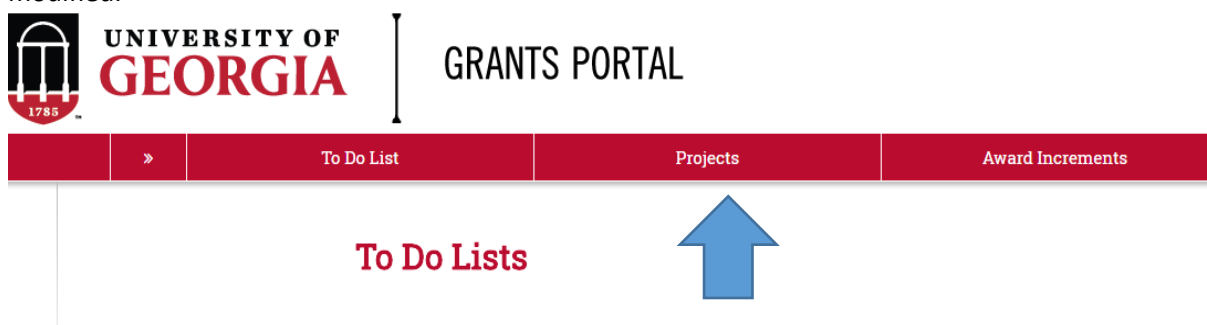 UNIVERSITY OF
GEORGIA
1785
GRANTS PORTAL
» To Do List Projects Award Increments
To Do Lists